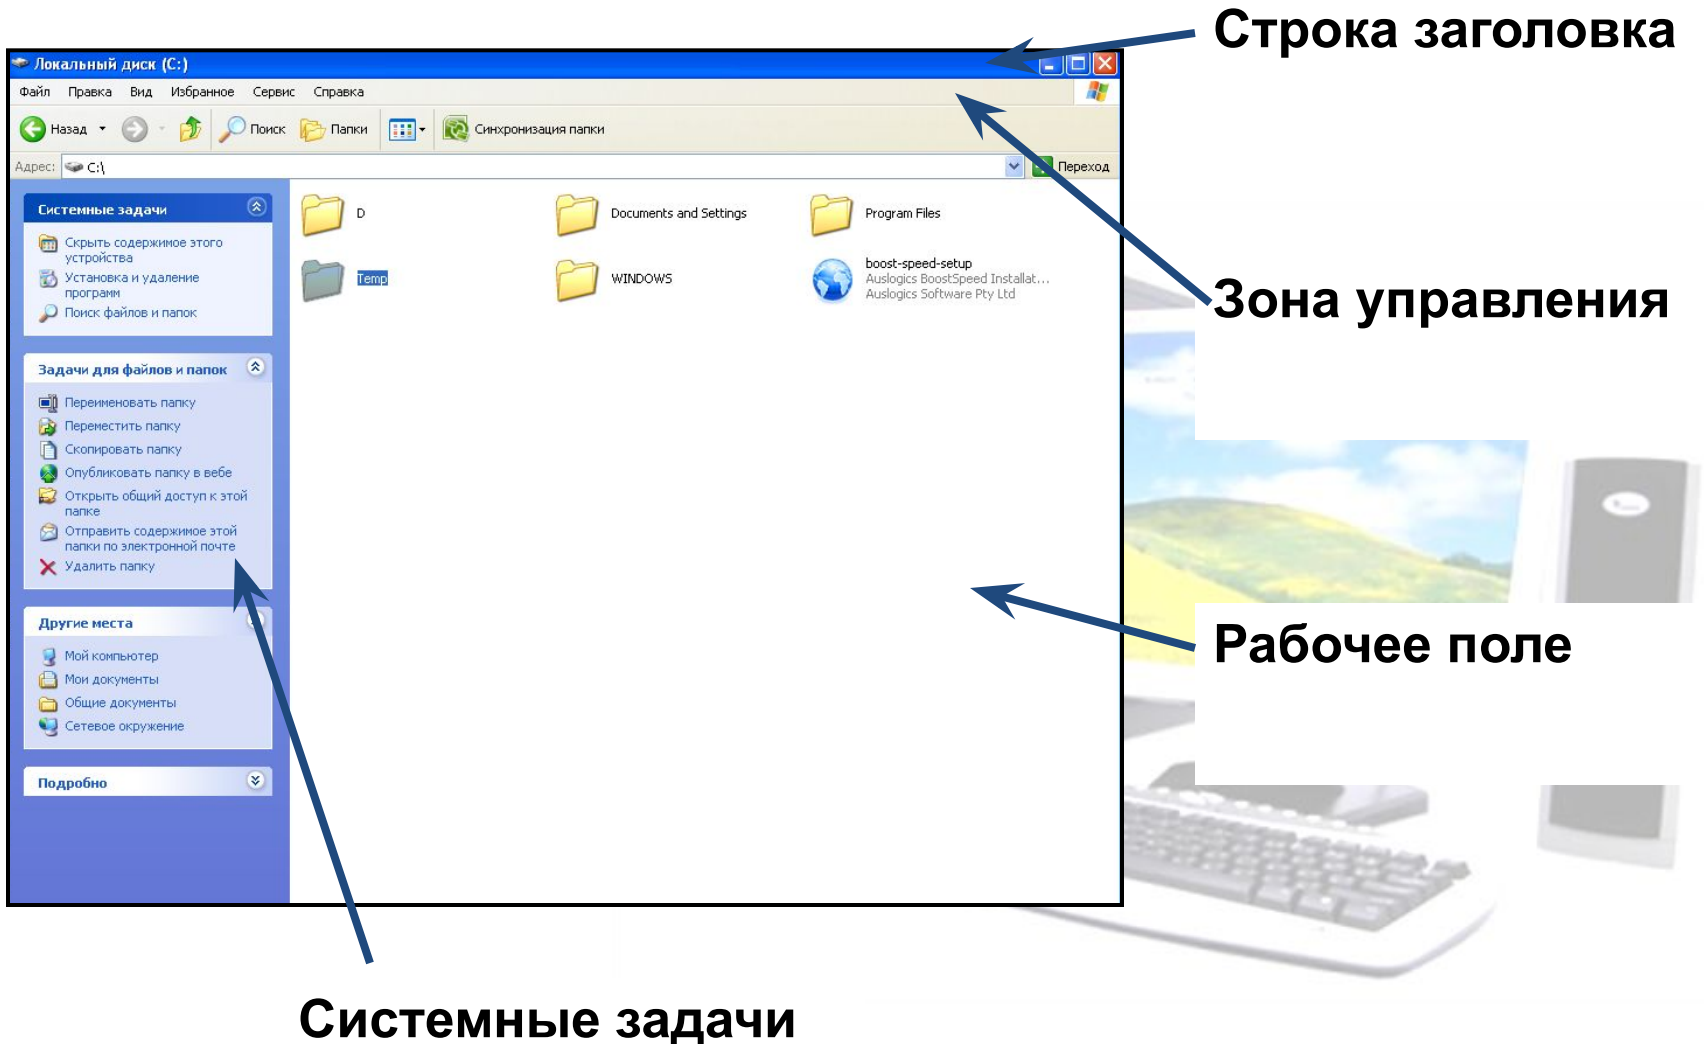 Строка заголовка
Локальный диск (C:)
Файл Правка Вид Избранное Сервис Справка
Назад Поиск Папки Синхронизация папки
Адрес: C:\ Переход
Системные задачи
Скрыть содержимое этого
устройства
Установка и удаление
программ
Поиск файлов и папок
Задачи для файлов и папок
Переименовать папку
Переместить папку
Скопировать папку
Опубликовать папку в вебе
Открыть общий доступ к этой
папке
Отправить содержимое этой
папки по электронной почте
Удалить папку
Другие места
Мой компьютер
Мои документы
Общие документы
Сетевое окружение
Подробно
D Documents and Settings Program Files
Temp WINDOWS boost-speed-setup
Auslogics BoostSpeed Installat...
Auslogics Software Pty Ltd
Зона управления
Рабочее поле
Системные задачи